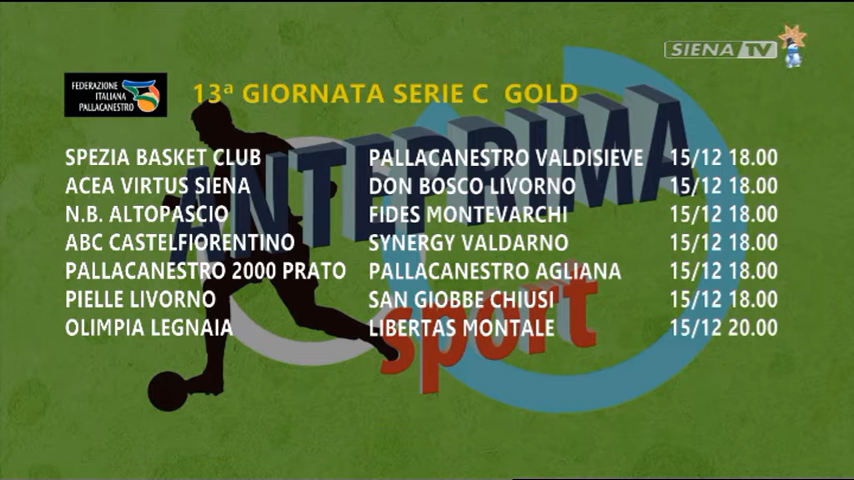 SIENA TV
FEDERAZIONE
ITALIANA
PALLACANESTRO
13ª GIORNATA SERIE C GOLD
SPEZIA BASKET CLUB PALLACANESTRO VALDISIEVE 15/12 18.00
ACEA VIRTUS SIENA DON BOSCO LIVORNO 15/12 18.00
N.B. ALTOPASCIO FIDES MONTEVARCHI 15/12 18.00
ABC CASTELFIORENTINO SYNERGY VALDARNO 15/12 18.00
PALLACANESTRO 2000 PRATO PALLACANESTRO AGLIANA 15/12 18.00
PIELLE LIVORNO SAN GIOBBE CHIUSI 15/12 18.00
OLIMPIA LEGNAIA LIBERTAS MONTALE 15/12 20.00
ANTEPRIMA
sport